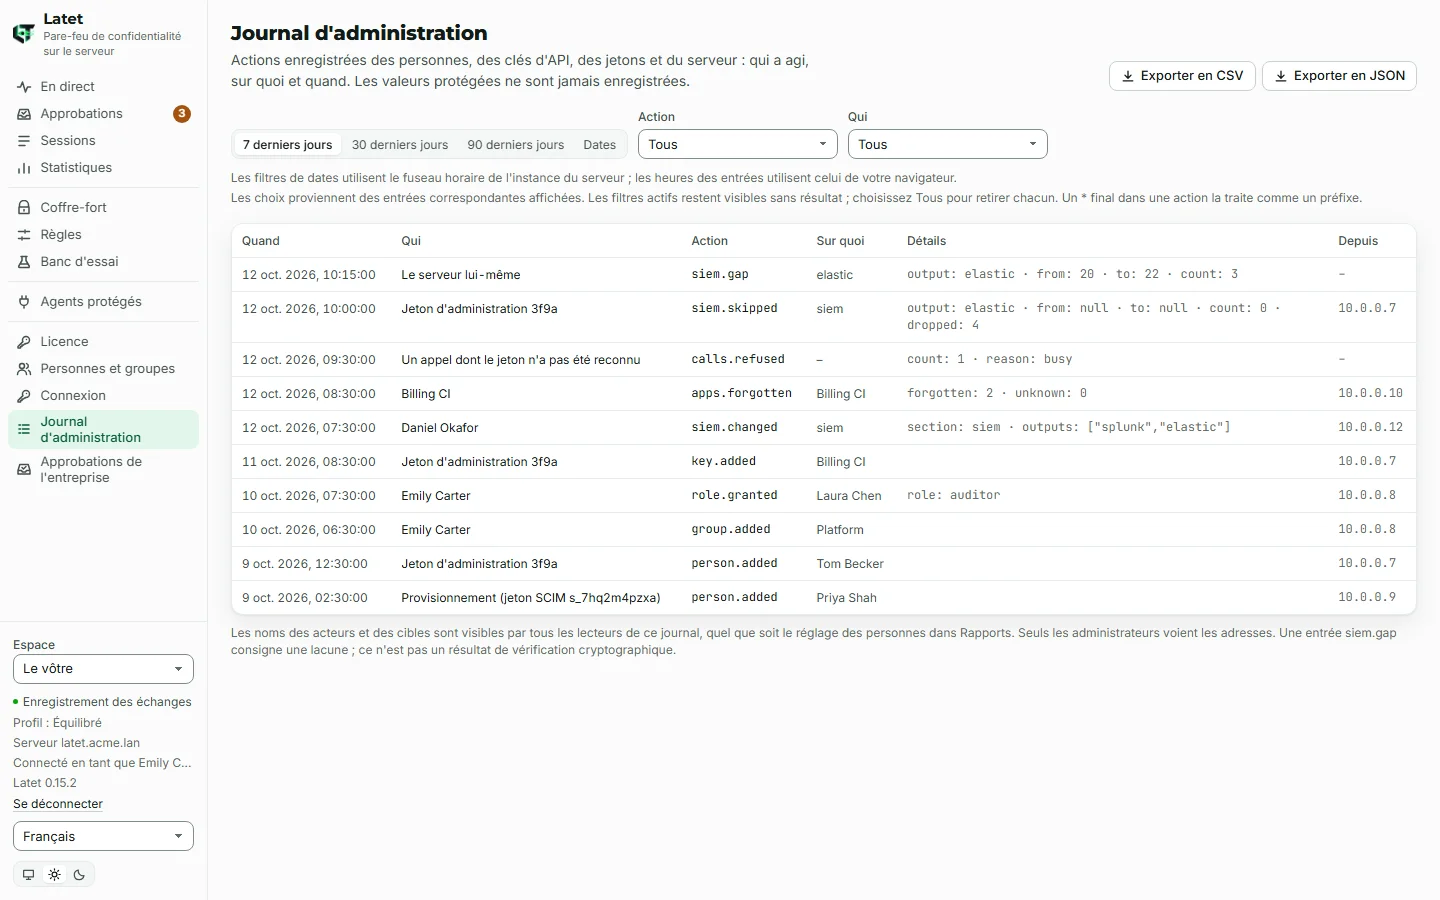 Latet
Pare-feu de confidentialité
sur le serveur
En direct
Approbations 3
Sessions
Statistiques
Coffre-fort
Règles
Banc d'essai
Agents protégés
Licence
Personnes et groupes
Connexion
Journal
d'administration
Approbations de
l'entreprise
Espace
Le vôtre
Enregistrement des échanges
Profil : Équilibré
Serveur latet.acme.lan
Connecté en tant que Emily C...
Latet 0.15.2
Se déconnecter
Français
Journal d'administration
Actions enregistrées des personnes, des clés d'API, des jetons et du serveur : qui a agi,
sur quoi et quand. Les valeurs protégées ne sont jamais enregistrées.
Exporter en CSV Exporter en JSON
Action Qui
7 derniers jours 30 derniers jours 90 derniers jours Dates Tous Tous
Les filtres de dates utilisent le fuseau horaire de l'instance du serveur ; les heures des entrées utilisent celui de votre navigateur.
Les choix proviennent des entrées correspondantes affichées. Les filtres actifs restent visibles sans résultat ; choisissez Tous pour retirer chacun. Un * final dans une action la traite comme un préfixe.
Quand Qui Action Sur quoi Détails Depuis
12 oct. 2026, 10:15:00 Le serveur lui-même siem.gap elastic output: elastic · from: 20 · to: 22 · count: 3 –
12 oct. 2026, 10:00:00 Jeton d'administration 3f9a siem.skipped siem output: elastic · from: null · to: null · count: 0 · 10.0.0.7
dropped: 4
12 oct. 2026, 09:30:00 Un appel dont le jeton n'a pas été reconnu calls.refused – count: 1 · reason: busy –
12 oct. 2026, 08:30:00 Billing CI apps.forgotten Billing CI forgotten: 2 · unknown: 0 10.0.0.10
12 oct. 2026, 07:30:00 Daniel Okafor siem.changed siem section: siem · outputs: ["splunk","elastic"] 10.0.0.12
11 oct. 2026, 08:30:00 Jeton d'administration 3f9a key.added Billing CI 10.0.0.7
10 oct. 2026, 07:30:00 Emily Carter role.granted Laura Chen role: auditor 10.0.0.8
10 oct. 2026, 06:30:00 Emily Carter group.added Platform 10.0.0.8
9 oct. 2026, 12:30:00 Jeton d'administration 3f9a person.added Tom Becker 10.0.0.7
9 oct. 2026, 02:30:00 Provisionnement (jeton SCIM s_7hq2m4pzxa) person.added Priya Shah 10.0.0.9
Les noms des acteurs et des cibles sont visibles par tous les lecteurs de ce journal, quel que soit le réglage des personnes dans Rapports. Seuls les administrateurs voient les adresses. Une entrée siem.gap
consigne une lacune ; ce n'est pas un résultat de vérification cryptographique.